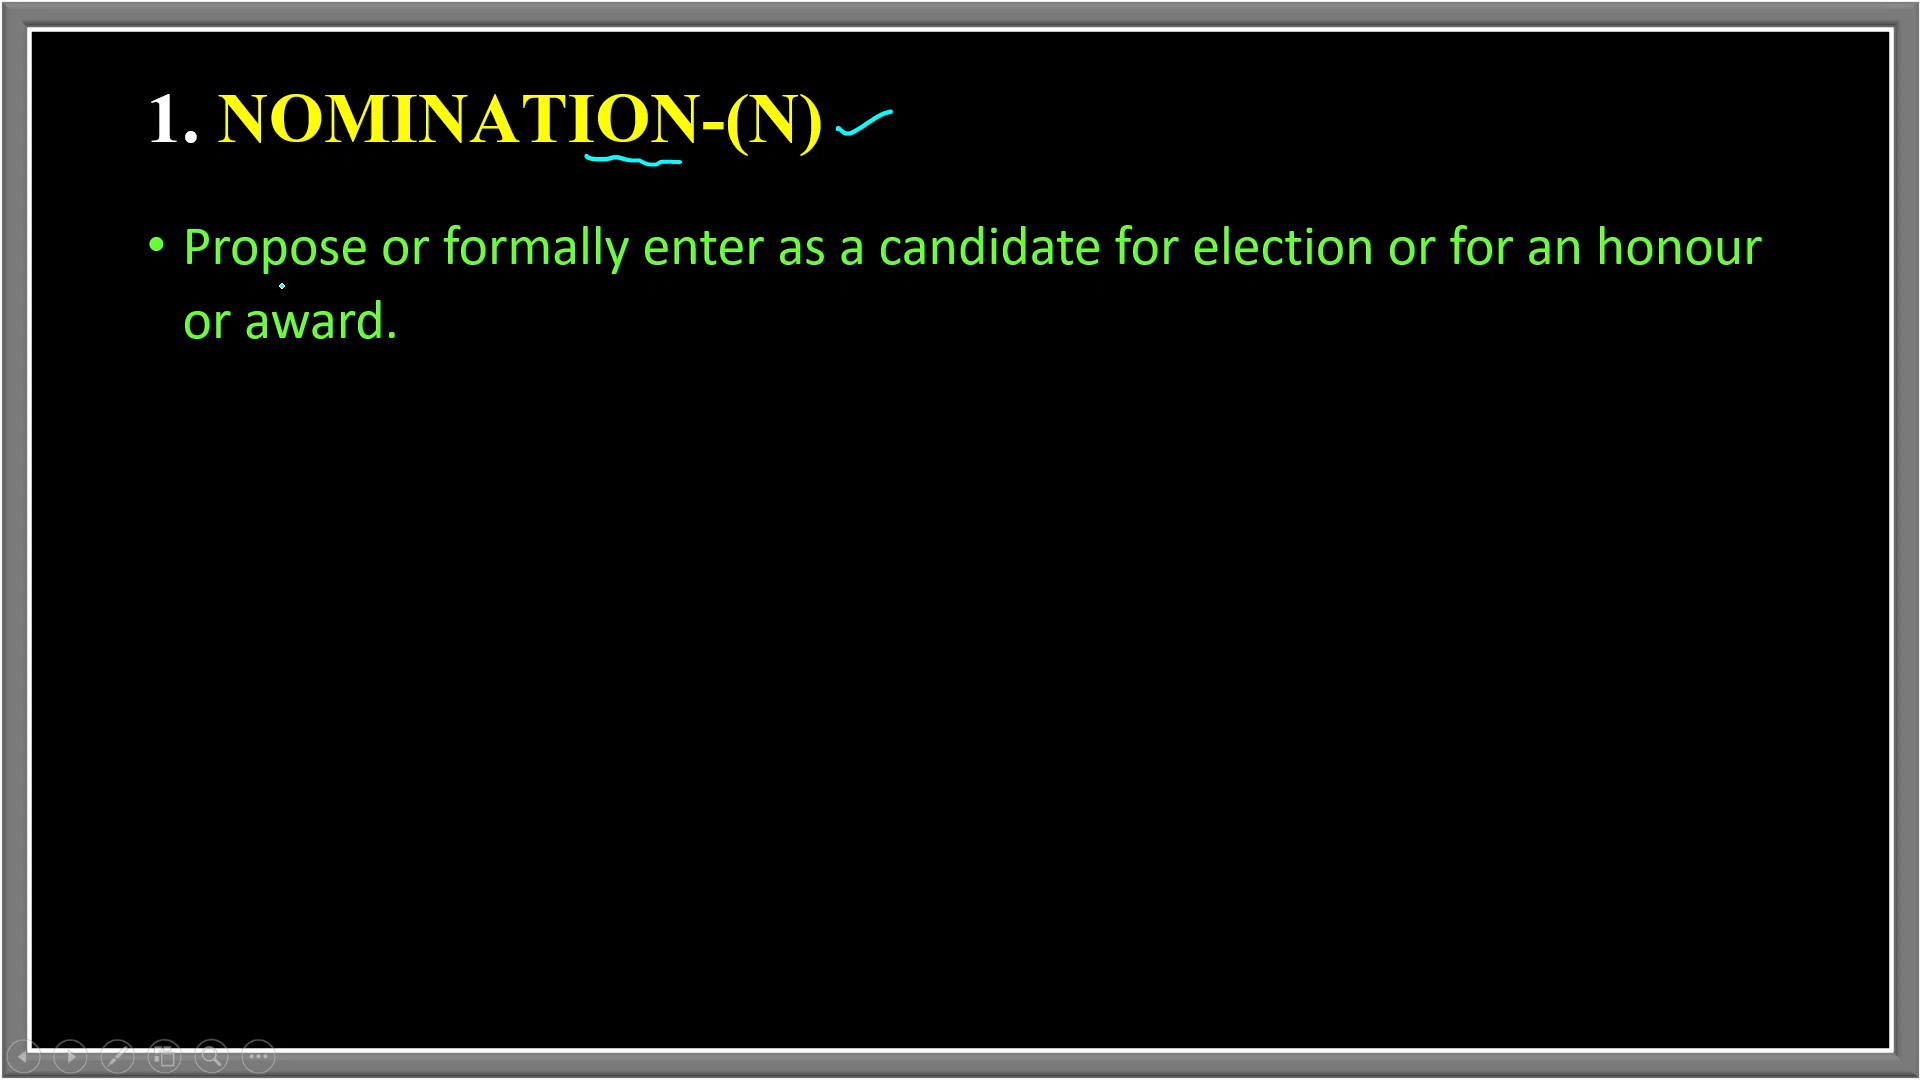 1. NOMINATION-(N)
• Propose or formally enter as a candidate for election or for an honour
or award.